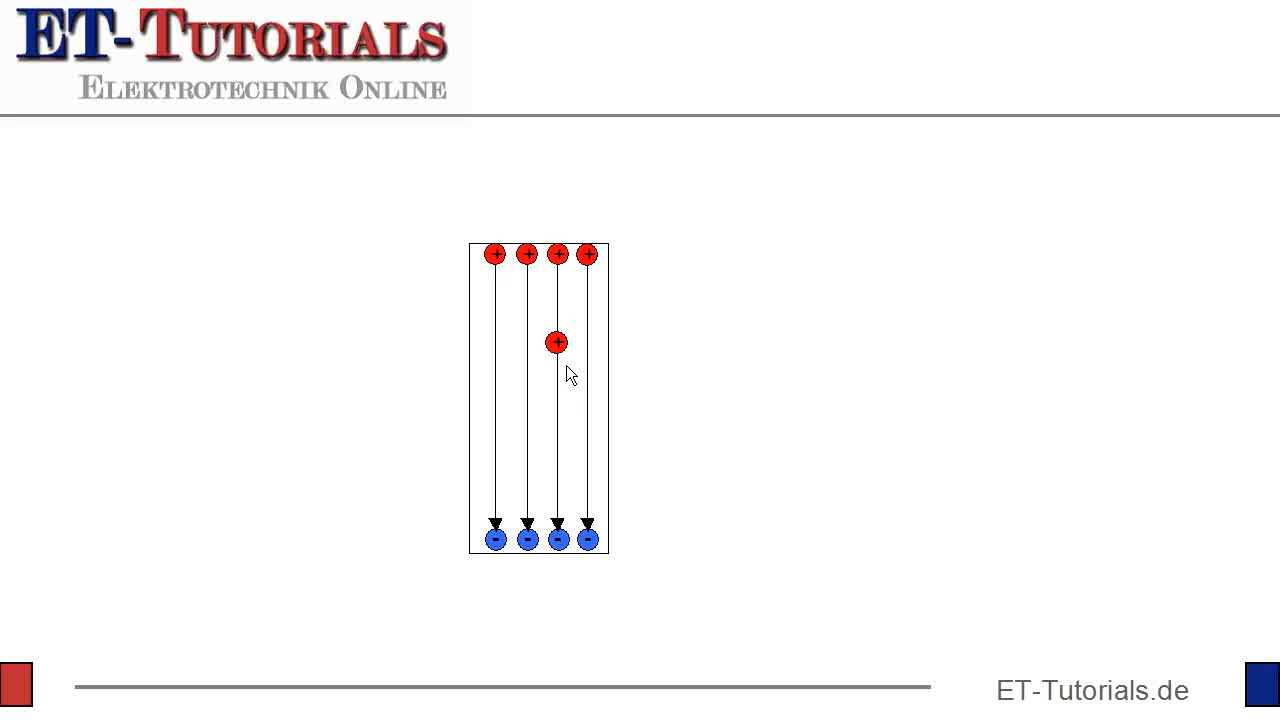 ET-TUTORIALS
ELEKTROTECHNIK ONLINE
+ + + +
+
- - - -
ET-Tutorials.de